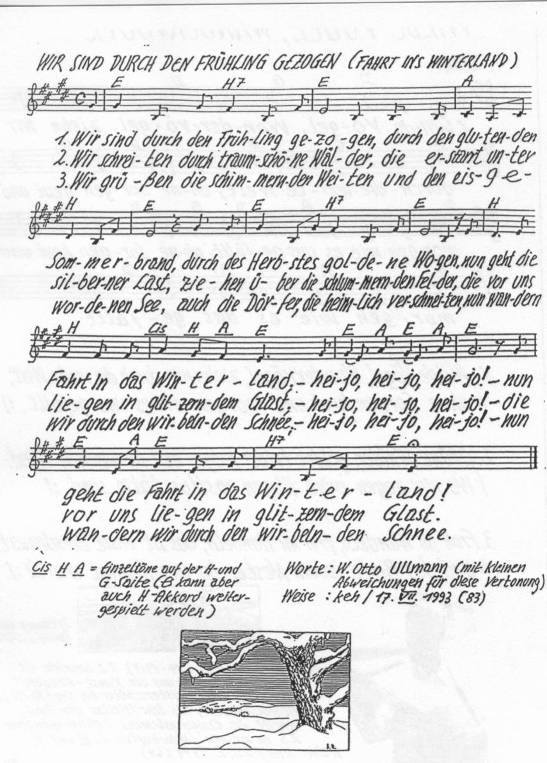 WIR SIND DURCH DEN FRÜHLING GEZOGEN (FAHRT INS WINTERLAND)
E H7 E A
1. Wir sind durch den Früh-ling ge-zo-gen, durch den glu-ten-den
2. Wir schrei-ten durch traum-schö-ne Wäl-der, die er-starrt un-ter
3. Wir grü-ßen die schim-mern-den Wei-ten und den eis-ge-
H E E H7 E H
Som-mer-brand, durch des Herb-stes gol-de-ne Wo-gen, nun geht die
sil-ber-ner Last, zie-hen ü-ber die schlum-mern-den Fel-der, die vor uns
wor-de-nen See, auch die Dör-fer, die heim-lich ver-schnei-ten, nun wan-dern
H Cis H A E E A E
Fahrt in das Win-ter-land,- hei-jo, hei-jo, hei-jo!- nun
lie-gen in glit-zern-dem Glast,- hei-jo, hei-jo, hei-jo!- die
wir durch den wir-beln-den Schnee,- hei-jo, hei-jo, hei-jo!- nun
E A E H7 E
geht die Fahrt in das Win-ter-land!
vor uns lie-gen in glit-zern-dem Glast.
wan-dern wir durch den wir-beln-den Schnee.
Cis H A = Einzeltöne auf der H- und
G-Saite (Es kann aber
auch H-Akkord weiter-
gespielt werden)
Worte: W. Otto Ullmann (mit kleinen
Abweichungen für diese Vertonung)
Weise: keh / 17. VII. 1993 (83)